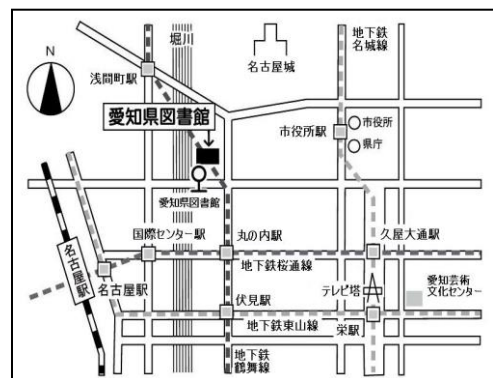 N
堀川
地下鉄
名城線
名古屋城
浅間町駅
愛知県図書館
市役所駅
市役所
県庁
愛知県図書館
国際センター駅
丸の内駅
久屋大通駅
地下鉄桜通線
名古屋駅
名古屋駅
伏見駅
テレビ塔
愛知芸術
文化センター
地下鉄東山線
栄駅
地下鉄
鶴舞線